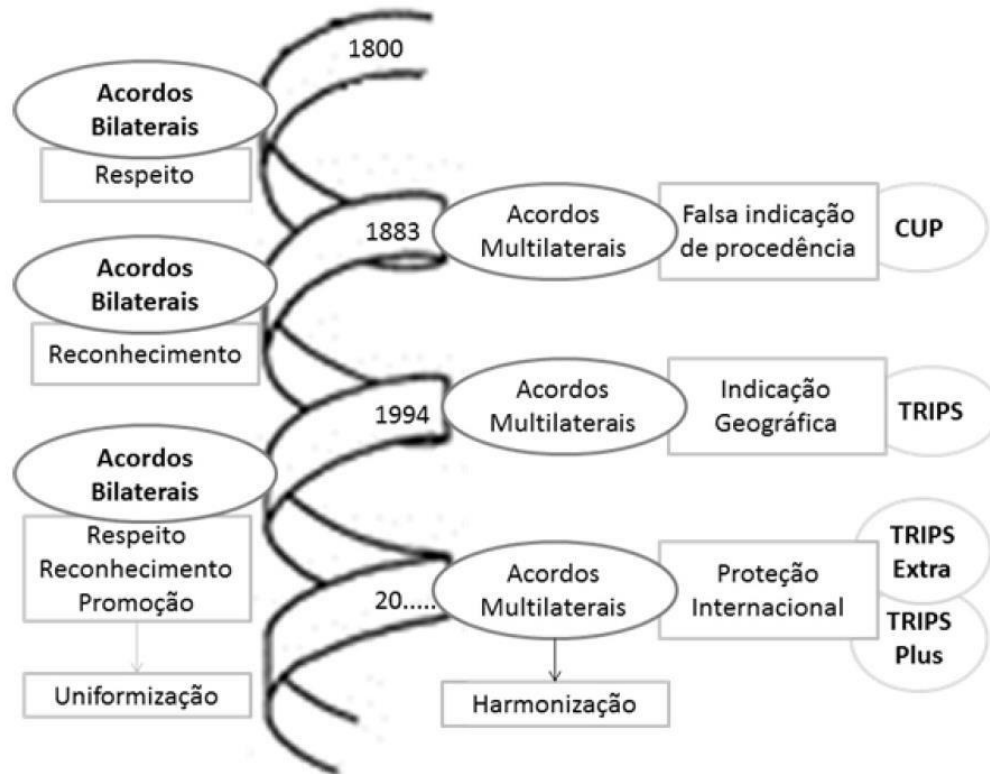 1800
Acordos
Bilaterais
Respeito
1883
Acordos
Multilaterais
Falsa indicação
de procedência
CUP
Acordos
Bilaterais
Reconhecimento
1994
Acordos
Multilaterais
Indicação
Geográfica
TRIPS
Acordos
Bilaterais
Respeito
Reconhecimento
Promoção
Uniformização
20.....
Acordos
Multilaterais
Proteção
Internacional
TRIPS
Extra
TRIPS
Plus
Harmonização